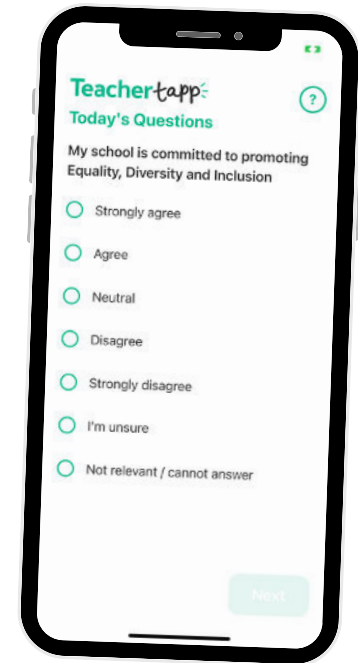 Teachertapp
?
Today's Questions
My school is committed to promoting
Equality, Diversity and Inclusion
Strongly agree
Agree
Neutral
Disagree
Strongly disagree
I'm unsure
Not relevant / cannot answer
Next